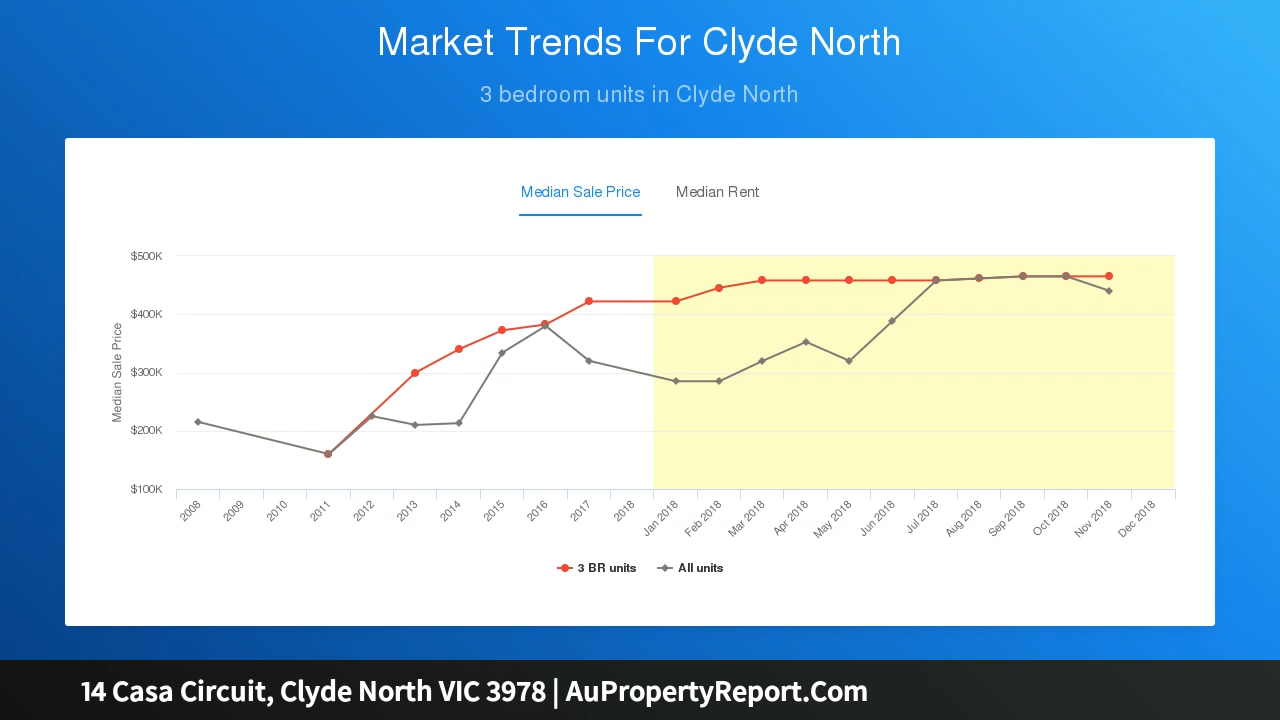 Market Trends For Clyde North
3 bedroom units in Clyde North
Median Sale Price Median Rent
Median Sale Price
$500K
$400K
$300K
$200K
$100K
2008 2009 2010 2011 2012 2013 2014 2015 2016 2017 2018 Jan 2018 Feb 2018 Mar 2018 Apr 2018 May 2018 Jun 2018 Jul 2018 Aug 2018 Sep 2018 Oct 2018 Nov 2018 Dec 2018
3 BR units All units
14 Casa Circuit, Clyde North VIC 3978 | AuPropertyReport.Com